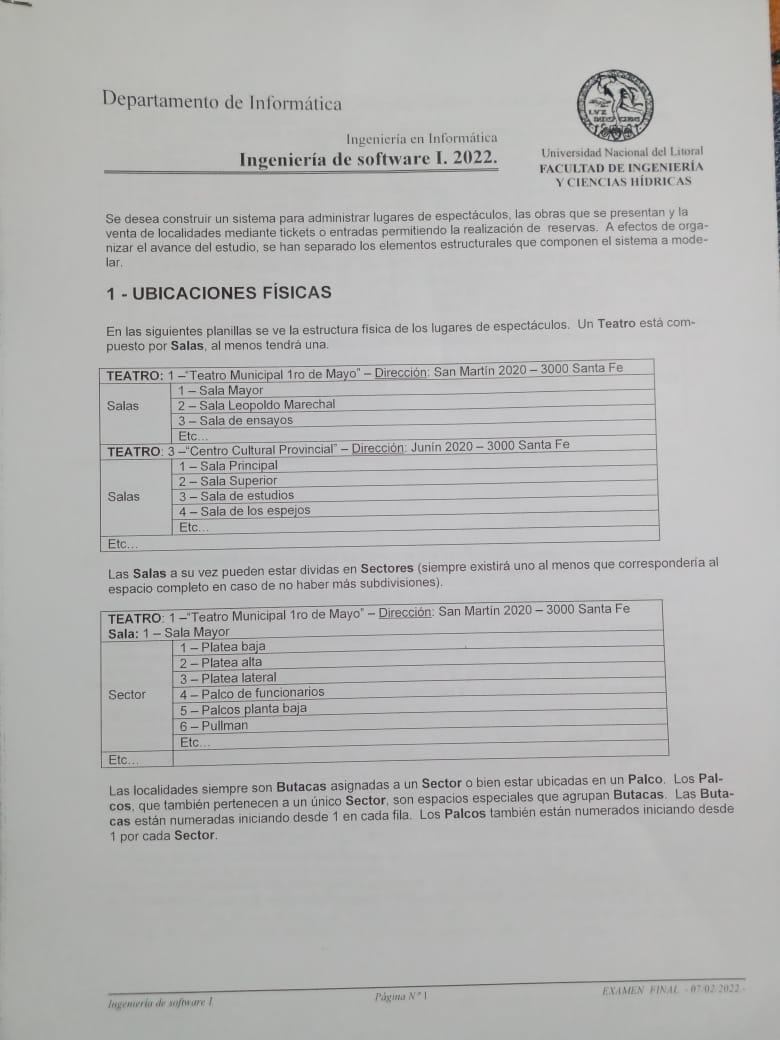 Departamento de Informática
Ingeniería en Informática
Ingeniería de software I. 2022.
Universidad Nacional del Litoral
FACULTAD DE INGENIERÍA
Y CIENCIAS HÍDRICAS
Se desea construir un sistema para administrar lugares de espectáculos, las obras que se presentan y la
venta de localidades mediante tickets o entradas permitiendo la realización de reservas. A efectos de orga-
nizar el avance del estudio, se han separado los elementos estructurales que componen el sistema a mode-
lar.
1 - UBICACIONES FÍSICAS
En las siguientes planillas se ve la estructura física de los lugares de espectáculos. Un Teatro está com-
puesto por Salas, al menos tendrá una.
TEATRO: 1 –"Teatro Municipal 1ro de Mayo" – Dirección: San Martín 2020 – 3000 Santa Fe
Salas
1 – Sala Mayor
2 – Sala Leopoldo Marechal
3 – Sala de ensayos
Etc...
TEATRO: 3 –"Centro Cultural Provincial" – Dirección: Junín 2020 – 3000 Santa Fe
Salas
1 – Sala Principal
2 – Sala Superior
3 – Sala de estudios
4 – Sala de los espejos
Etc...
Etc...
Las Salas a su vez pueden estar dividas en Sectores (siempre existirá uno al menos que correspondería al
espacio completo en caso de no haber más subdivisiones).
TEATRO: 1 –"Teatro Municipal 1ro de Mayo" – Dirección: San Martín 2020 – 3000 Santa Fe
Sala: 1 – Sala Mayor
Sector
1 – Platea baja
2 – Platea alta
3 – Platea lateral
4 – Palco de funcionarios
5 – Palcos planta baja
6 – Pullman
Etc...
Etc...
Las localidades siempre son Butacas asignadas a un Sector o bien estar ubicadas en un Palco. Los Pal-
cos, que también pertenecen a un único Sector, son espacios especiales que agrupan Butacas. Las Buta-
cas están numeradas iniciando desde 1 en cada fila. Los Palcos también están numerados iniciando desde
1 por cada Sector.
Ingeniería de software I.
Página N° 1
EXAMEN FINAL - 07/02/2022.-